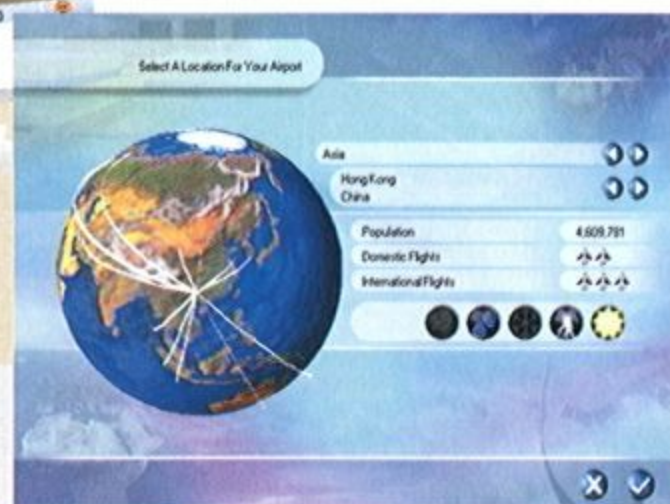 Select A Location For Your Airport
Asia
Hong Kong
China
Population 4,609,781
Domestic Flights
International Flights